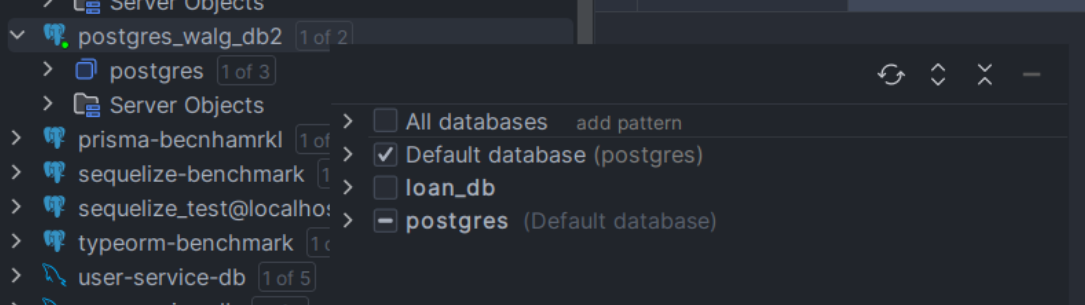 Server Objects
postgres_walg_db2 1 of 2
postgres 1 of 3
Server Objects
prisma-becnhamrkl 1 of
sequelize-benchmark 1
sequelize_test@localhos
typeorm-benchmark 1
user-service-db 1 of 5
All databases add pattern
Default database (postgres)
loan_db
postgres (Default database)